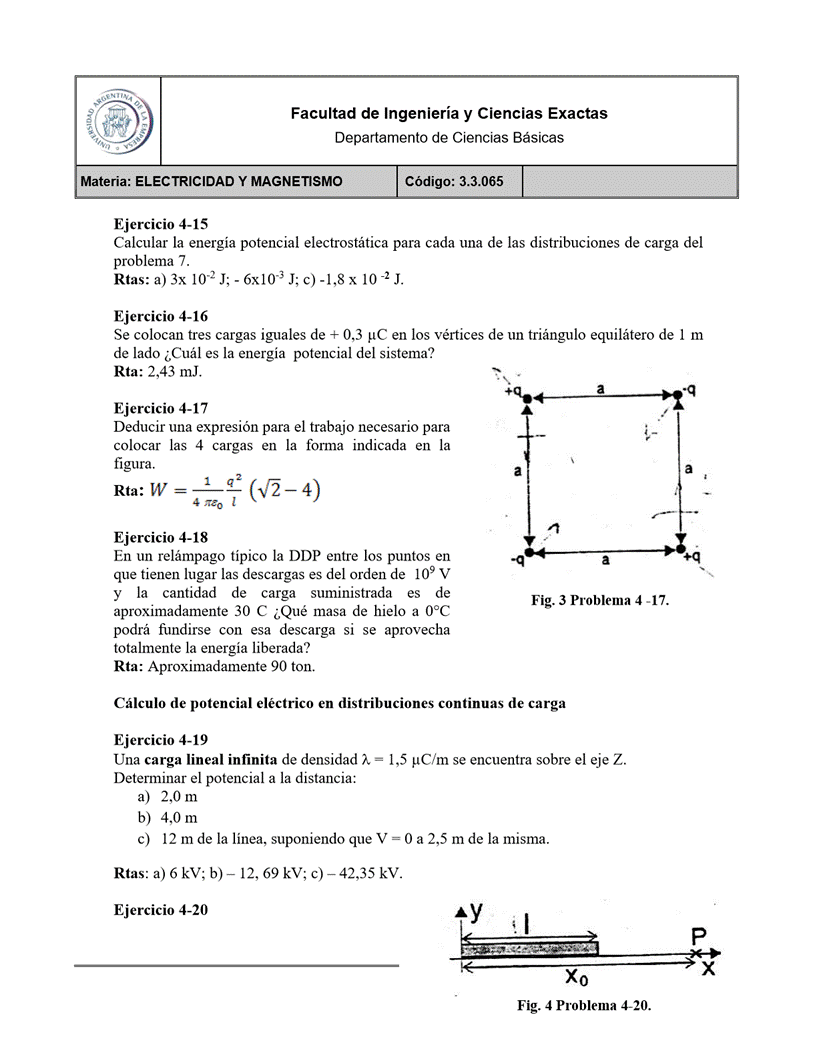 UNIVERSIDAD ARGENTINA DE LA EMPRESA
Facultad de Ingeniería y Ciencias Exactas
Departamento de Ciencias Básicas
Materia: ELECTRICIDAD Y MAGNETISMO Código: 3.3.065
Ejercicio 4-15
Calcular la energía potencial electrostática para cada una de las distribuciones de carga del
problema 7.
Rtas: a) 3x 10⁻² J; - 6x10⁻³ J; c) -1,8 x 10 ⁻² J.
Ejercicio 4-16
Se colocan tres cargas iguales de + 0,3 µC en los vértices de un triángulo equilátero de 1 m
de lado ¿Cuál es la energía potencial del sistema?
Rta: 2,43 mJ.
Ejercicio 4-17
Deducir una expresión para el trabajo necesario para
colocar las 4 cargas en la forma indicada en la
figura.
Rta: W = 1/(4 πε₀) q²/l (√2 − 4)
+q a -q
a a
-q a +q
Fig. 3 Problema 4 -17.
Ejercicio 4-18
En un relámpago típico la DDP entre los puntos en
que tienen lugar las descargas es del orden de 10⁹ V
y la cantidad de carga suministrada es de
aproximadamente 30 C ¿Qué masa de hielo a 0°C
podrá fundirse con esa descarga si se aprovecha
totalmente la energía liberada?
Rta: Aproximadamente 90 ton.
Cálculo de potencial eléctrico en distribuciones continuas de carga
Ejercicio 4-19
Una carga lineal infinita de densidad λ = 1,5 µC/m se encuentra sobre el eje Z.
Determinar el potencial a la distancia:
a) 2,0 m
b) 4,0 m
c) 12 m de la línea, suponiendo que V = 0 a 2,5 m de la misma.
Rtas: a) 6 kV; b) – 12, 69 kV; c) – 42,35 kV.
Ejercicio 4-20
y l P
x₀ x
Fig. 4 Problema 4-20.